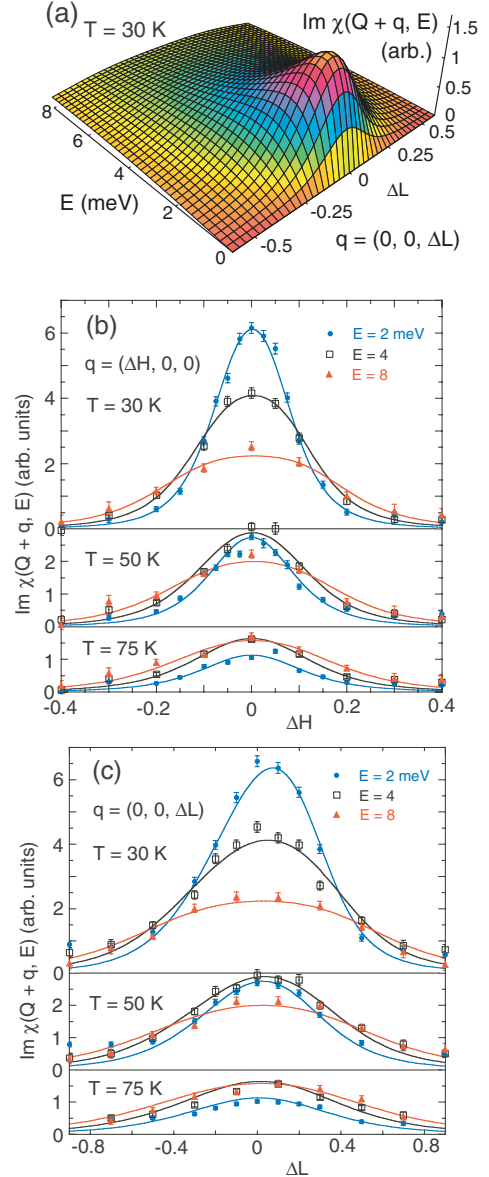 (a)
T = 30 K
Im χ(Q + q, E)
(arb.)
1.5
1
0.5
0
8
6
4
2
0
E (meV)
0.5
0.25
0
-0.25
-0.5
ΔL
q = (0, 0, ΔL)
(b)
q = (ΔH, 0, 0)
T = 30 K
E = 2 meV
E = 4
E = 8
6
4
2
0
T = 50 K
2
1
0
T = 75 K
1
0
-0.4 -0.2 0 0.2 0.4
ΔH
Im χ(Q + q, E) (arb. units)
(c)
q = (0, 0, ΔL)
T = 30 K
E = 2 meV
E = 4
E = 8
6
4
2
0
T = 50 K
2
1
0
T = 75 K
1
0
-0.8 -0.4 0 0.4 0.8
ΔL
Im χ(Q + q, E) (arb. units)